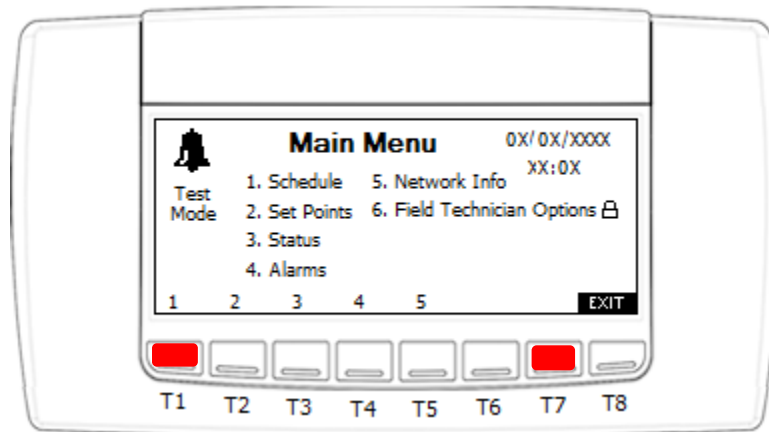 Main Menu
0X/0X/XXXX
XX:0X
Test
Mode
1. Schedule
2. Set Points
3. Status
4. Alarms
5. Network Info
6. Field Technician Options
1 2 3 4 5 EXIT
T1 T2 T3 T4 T5 T6 T7 T8